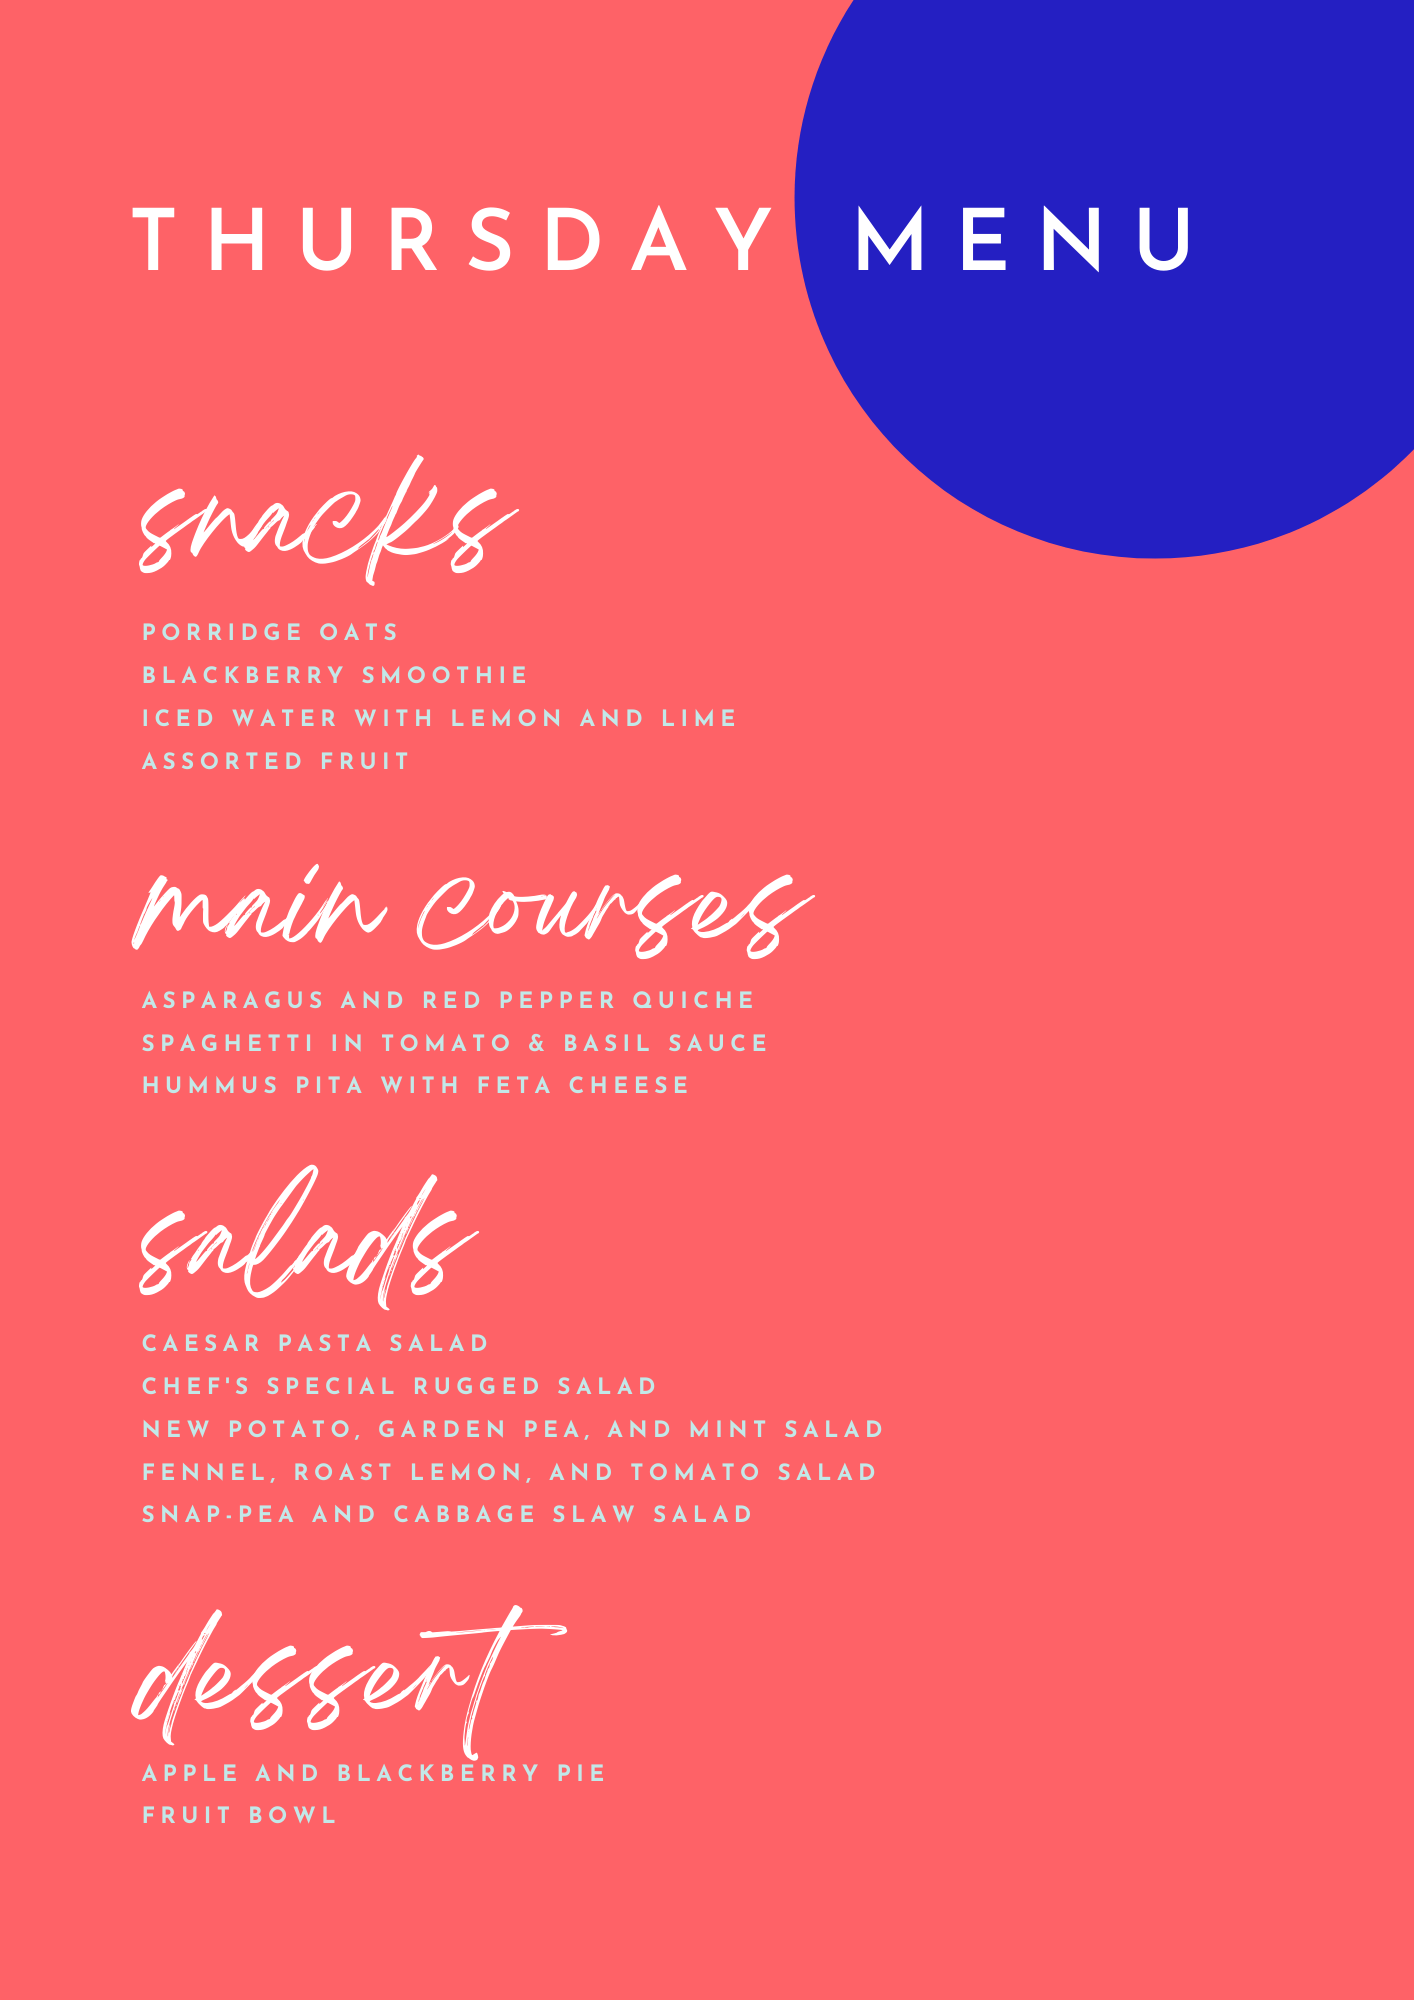 THURSDAY MENU
snacks
PORRIDGE OATS
BLACKBERRY SMOOTHIE
ICED WATER WITH LEMON AND LIME
ASSORTED FRUIT
main courses
ASPARAGUS AND RED PEPPER QUICHE
SPAGHETTI IN TOMATO & BASIL SAUCE
HUMMUS PITA WITH FETA CHEESE
salads
CAESAR PASTA SALAD
CHEF'S SPECIAL RUGGED SALAD
NEW POTATO, GARDEN PEA, AND MINT SALAD
FENNEL, ROAST LEMON, AND TOMATO SALAD
SNAP-PEA AND CABBAGE SLAW SALAD
dessert
APPLE AND BLACKBERRY PIE
FRUIT BOWL